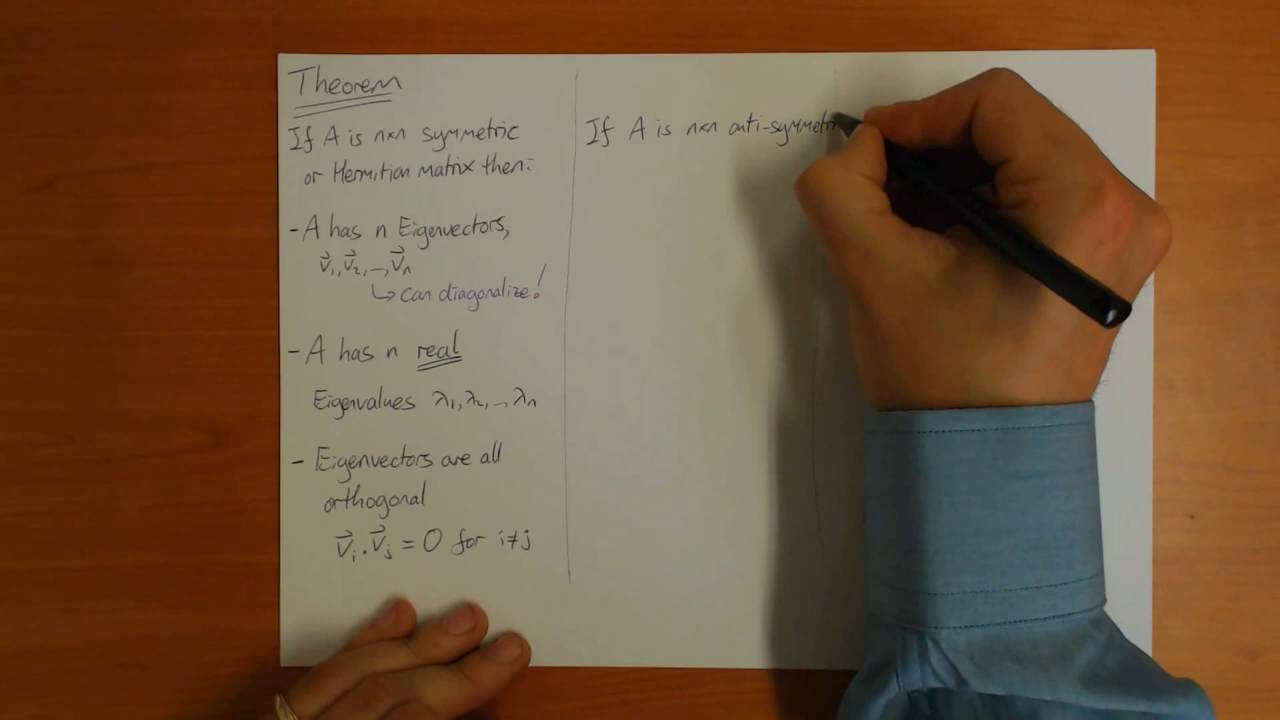 Theorem
If A is n×n symmetric
or Hermitian matrix then:
- A has n Eigenvectors,
v⃗₁, v⃗₂, ..., v⃗ₙ
↳ can diagonalize!
- A has n real
Eigenvalues λ₁, λ₂, ..., λₙ
- Eigenvectors are all
orthogonal
v⃗ᵢ . v⃗ⱼ = 0 for i≠j
If A is n×n anti-symmetri